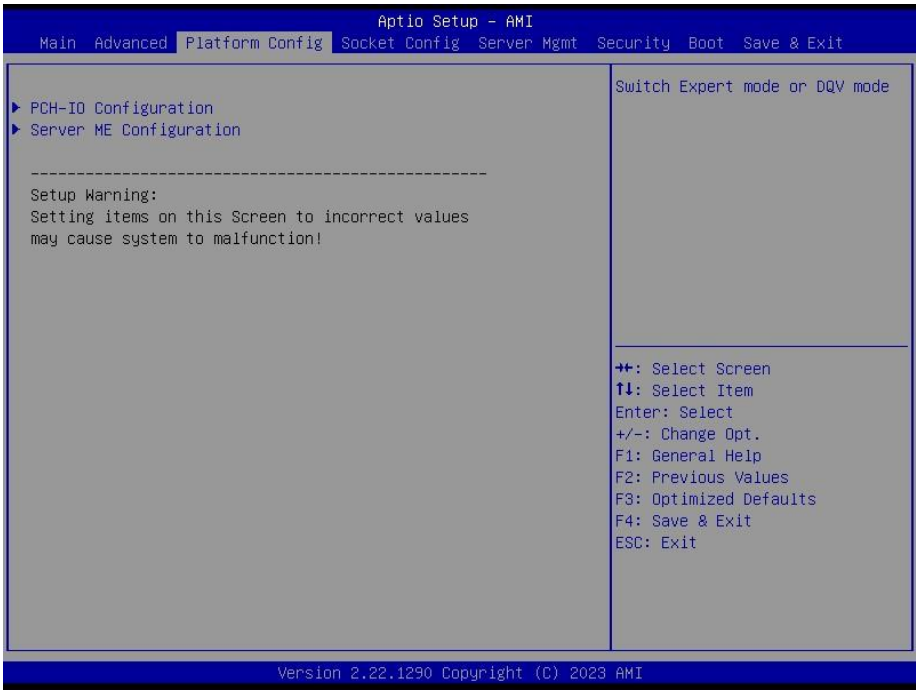 Aptio Setup – AMI
Main Advanced Platform Config Socket Config Server Mgmt Security Boot Save & Exit
PCH-IO Configuration
Server ME Configuration
--------------------------------------------------
Setup Warning:
Setting items on this Screen to incorrect values
may cause system to malfunction!
Switch Expert mode or DQV mode
→←: Select Screen
↑↓: Select Item
Enter: Select
+/-: Change Opt.
F1: General Help
F2: Previous Values
F3: Optimized Defaults
F4: Save & Exit
ESC: Exit
Version 2.22.1290 Copyright (C) 2023 AMI